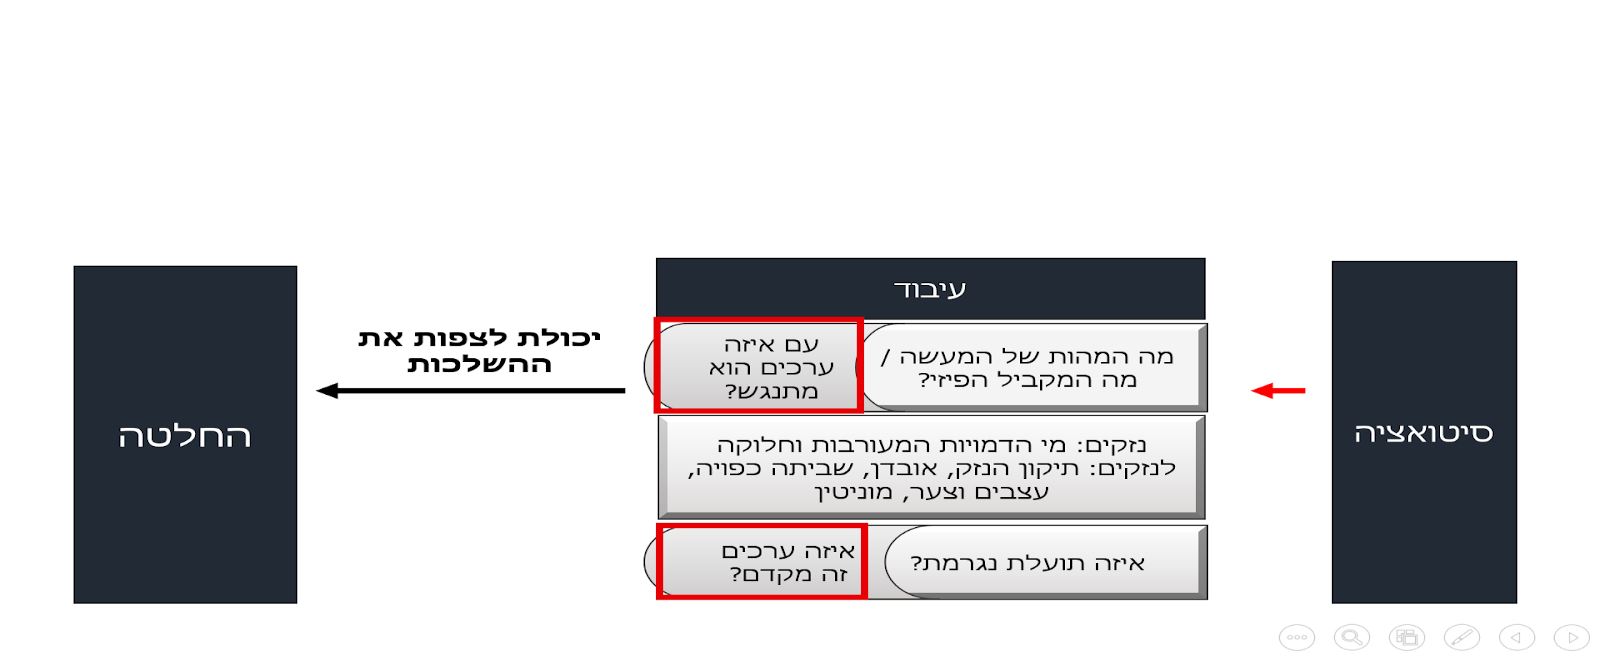 סיטואציה
עיבוד
מה המהות של המעשה /
מה המקביל הפיזי?
עם איזה
ערכים הוא
מתנגש?
נזקים: מי הדמויות המעורבות וחלוקה
לנזקים: תיקון הנזק, אובדן, שביתה כפויה,
עצבים וצער, מוניטין
איזה תועלת נגרמת?
איזה ערכים
זה מקדם?
יכולת לצפות את
ההשלכות
החלטה